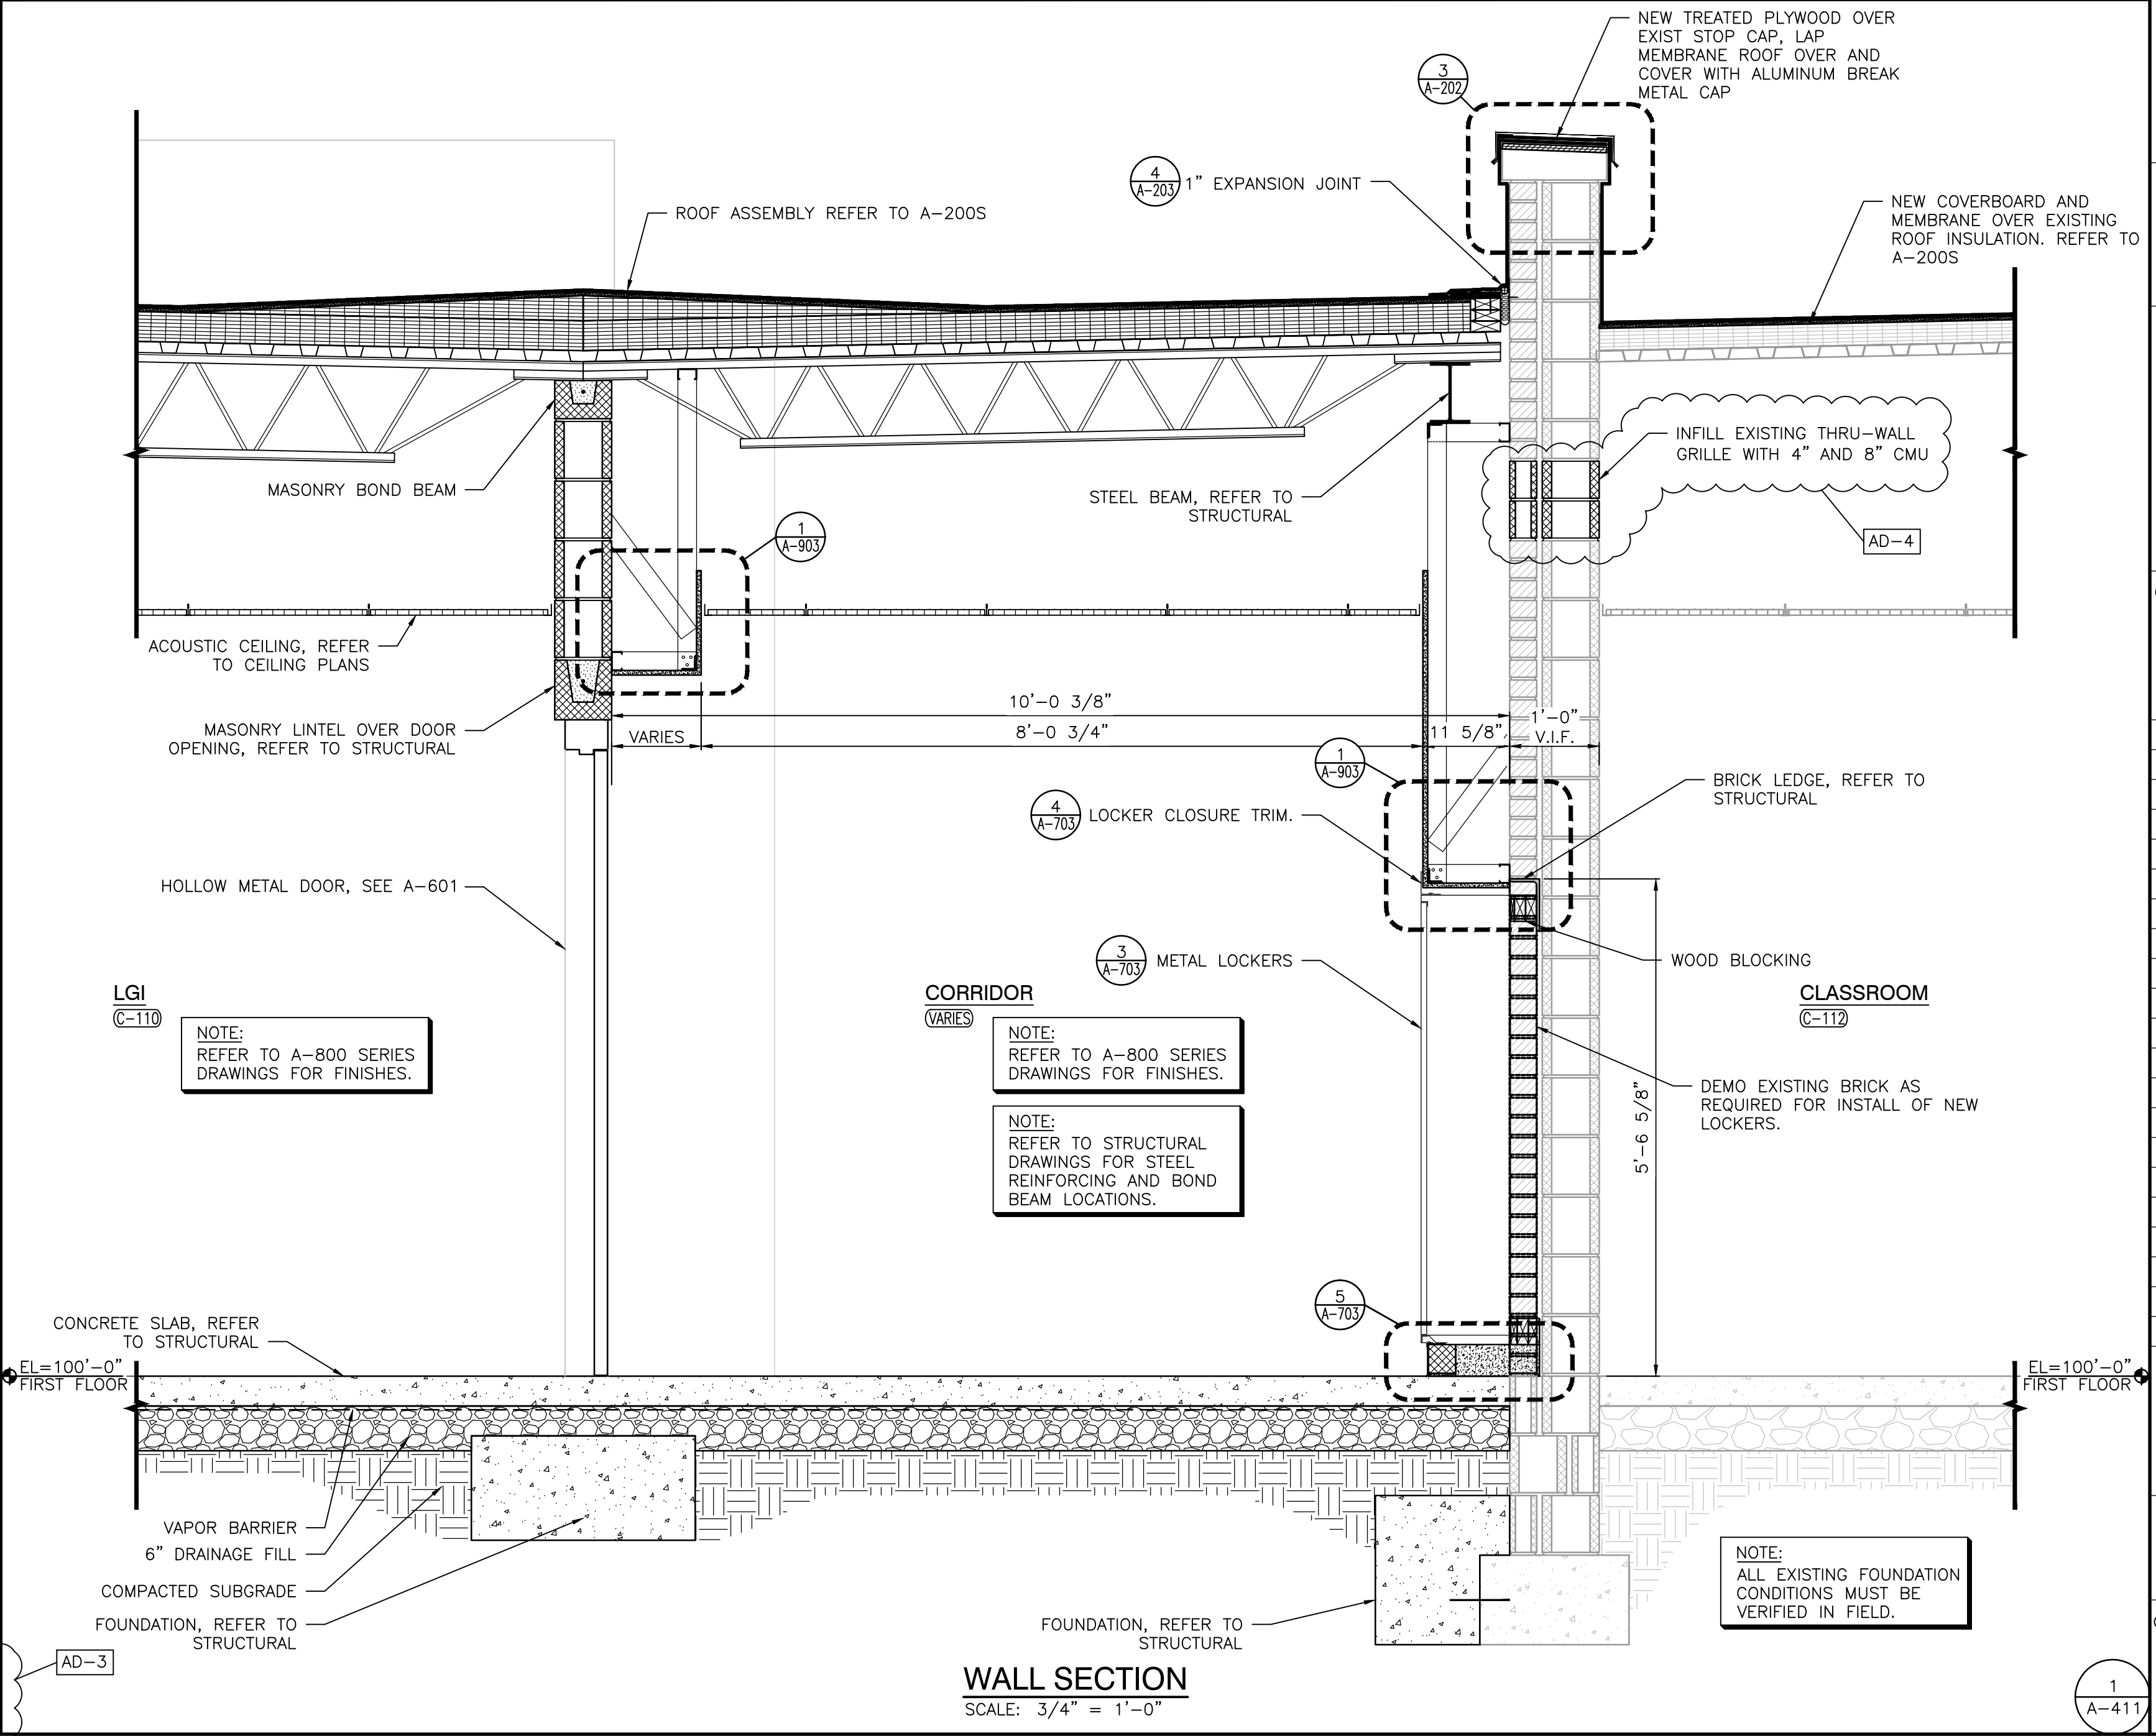 NEW TREATED PLYWOOD OVER
EXIST STOP CAP, LAP
MEMBRANE ROOF OVER AND
COVER WITH ALUMINUM BREAK
METAL CAP
3
A-202
4
A-203
1" EXPANSION JOINT
ROOF ASSEMBLY REFER TO A-200S
NEW COVERBOARD AND
MEMBRANE OVER EXISTING
ROOF INSULATION. REFER TO
A-200S
INFILL EXISTING THRU-WALL
GRILLE WITH 4" AND 8" CMU
MASONRY BOND BEAM
STEEL BEAM, REFER TO
STRUCTURAL
AD-4
1
A-903
ACOUSTIC CEILING, REFER
TO CEILING PLANS
MASONRY LINTEL OVER DOOR
OPENING, REFER TO STRUCTURAL
10'-0 3/8"
VARIES
8'-0 3/4"
11 5/8"
1'-0"
V.I.F.
1
A-903
BRICK LEDGE, REFER TO
STRUCTURAL
4
A-703
LOCKER CLOSURE TRIM.
HOLLOW METAL DOOR, SEE A-601
3
A-703
METAL LOCKERS
WOOD BLOCKING
LGI
C-110
CORRIDOR
VARIES
CLASSROOM
C-112
NOTE:
REFER TO A-800 SERIES
DRAWINGS FOR FINISHES.
NOTE:
REFER TO A-800 SERIES
DRAWINGS FOR FINISHES.
NOTE:
REFER TO STRUCTURAL
DRAWINGS FOR STEEL
REINFORCING AND BOND
BEAM LOCATIONS.
DEMO EXISTING BRICK AS
REQUIRED FOR INSTALL OF NEW
LOCKERS.
5'-6 5/8"
5
A-703
CONCRETE SLAB, REFER
TO STRUCTURAL
EL=100'-0"
FIRST FLOOR
EL=100'-0"
FIRST FLOOR
VAPOR BARRIER
6" DRAINAGE FILL
COMPACTED SUBGRADE
FOUNDATION, REFER TO
STRUCTURAL
FOUNDATION, REFER TO
STRUCTURAL
NOTE:
ALL EXISTING FOUNDATION
CONDITIONS MUST BE
VERIFIED IN FIELD.
AD-3
WALL SECTION
SCALE: 3/4" = 1'-0"
1
A-411